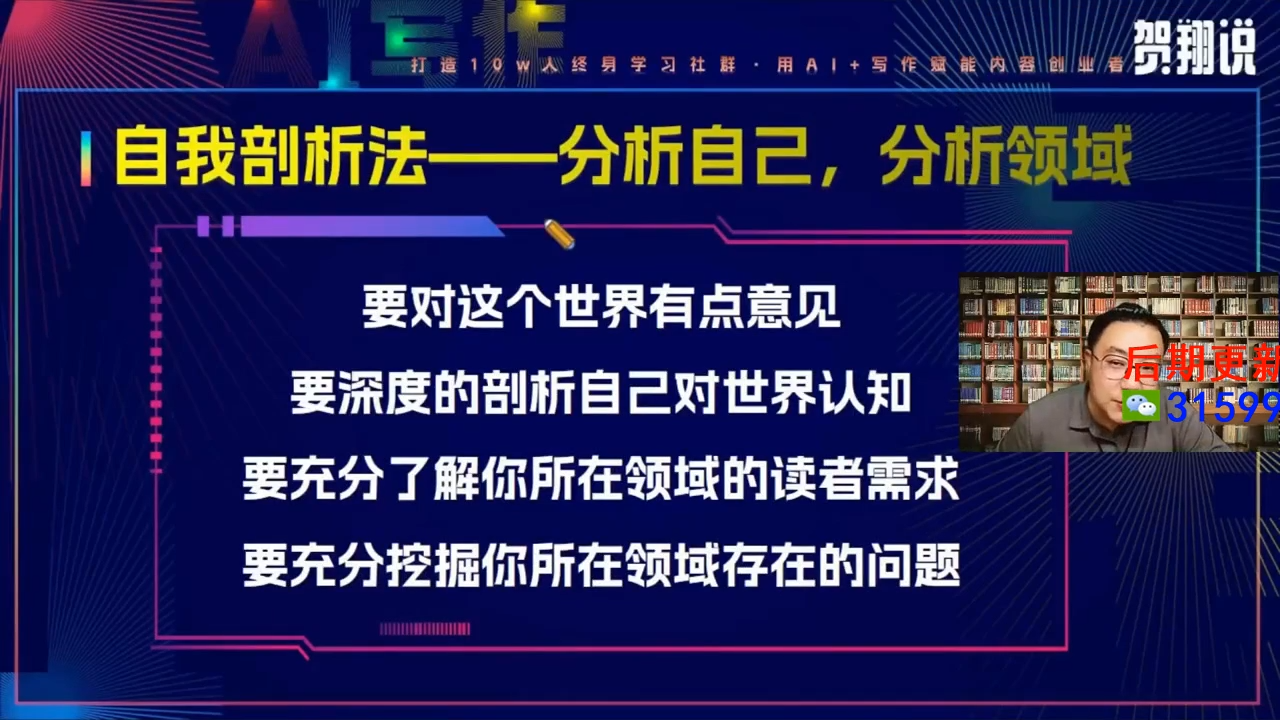 AI写作
打造10w人终身学习社群·用AI+写作赋能内容创业者
贺翔说
自我剖析法——分析自己，分析领域
要对这个世界有点意见
要深度的剖析自己对世界认知
要充分了解你所在领域的读者需求
要充分挖掘你所在领域存在的问题
后期更新
31599